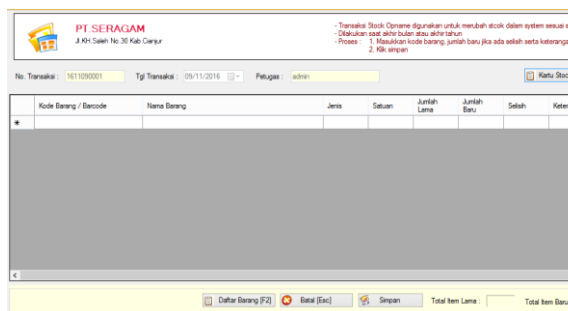 PT.SERAGAM
Jl.KH.Saleh No.30 Kab.Cianjur
- Transaksi Stock Opname digunakan untuk merubah stock dalam system sesuai s
- Dilakukan saat akhir bulan atau akhir tahun
- Proses : 1. Masukkan kode barang, jumlah baru jika ada selisih serta keteranga
2. Klik simpan
No. Transaksi : 1611090001 Tgl Transaksi : 09/11/2016 Petugas : admin Kartu Stoc
Kode Barang / Barcode Nama Barang Jenis Satuan Jumlah Lama Jumlah Baru Selisih Keter
Daftar Barang [F2] Batal [Esc] Simpan Total Item Lama : Total Item Baru